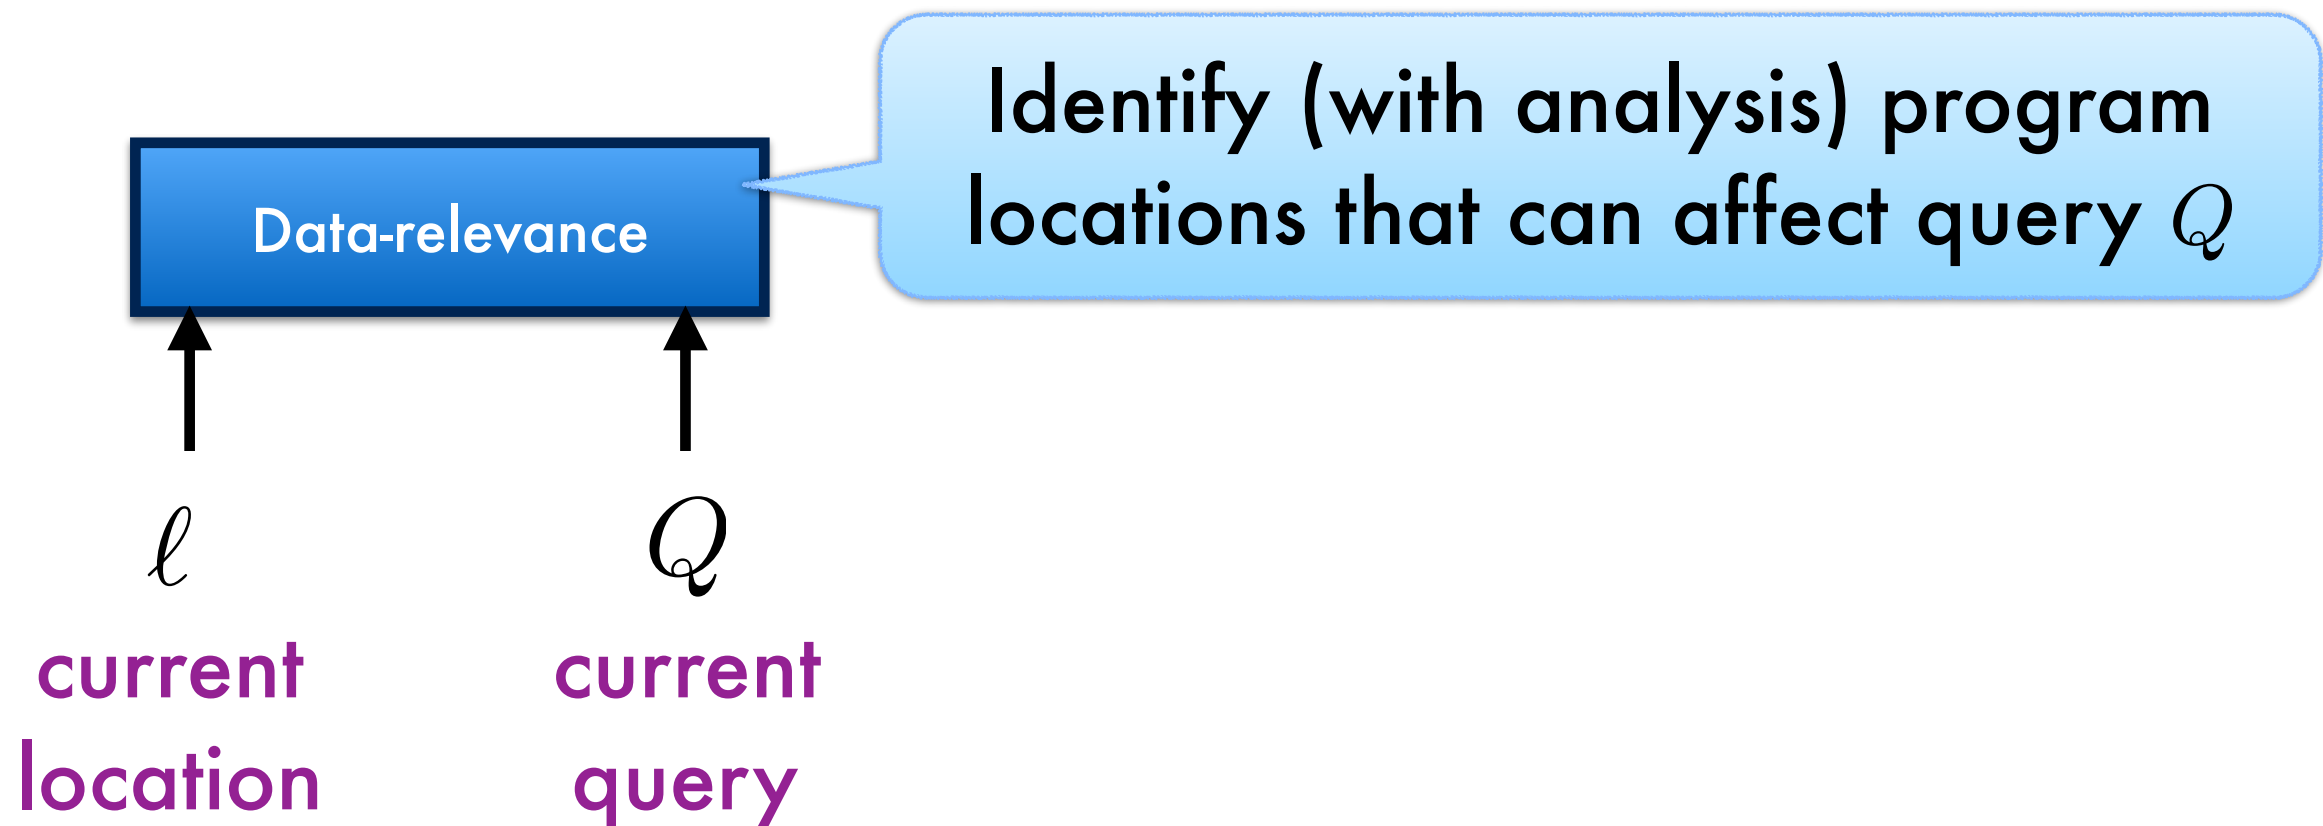 Identify (with analysis) program
locations that can affect query Q
Data-relevance
ℓ
Q
current
location
current
query